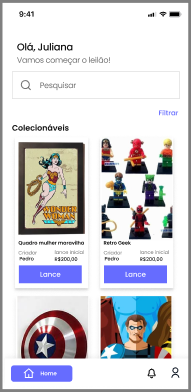 9:41
Olá, Juliana
Vamos começar o leilão!
Pesquisar
Filtrar
Colecionáveis
WONDER
WOMAN
Quadro mulher maravilha
Criador
lance inicial
Pedro
R$200,00
Lance
Retro Geek
Criador
lance inicial
Pedro
R$200,00
Lance
Home